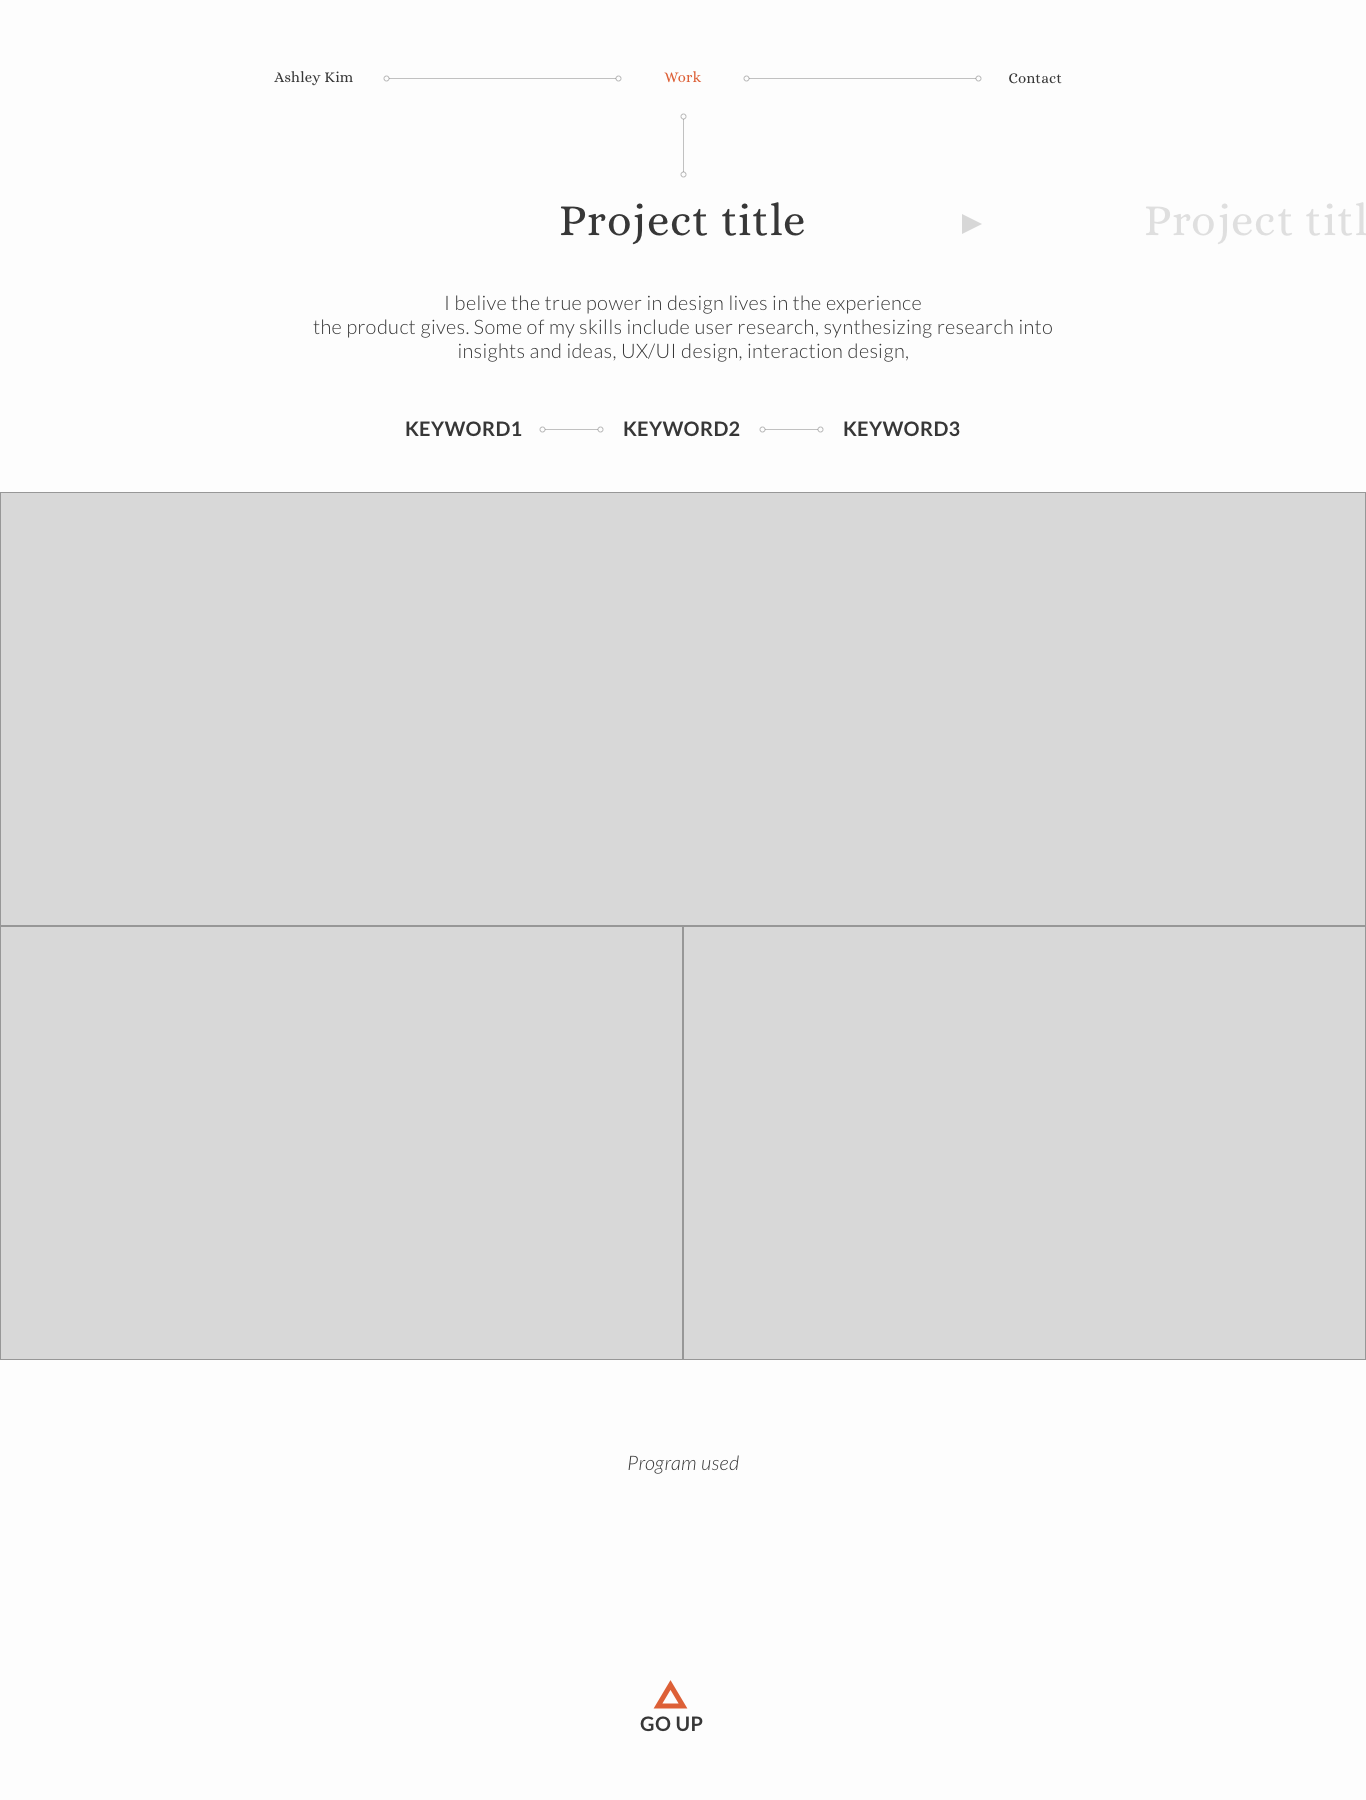 Ashley Kim
Work
Contact
Project title
Project titl
I belive the true power in design lives in the experience
the product gives. Some of my skills include user research, synthesizing research into
insights and ideas, UX/UI design, interaction design,
KEYWORD1
KEYWORD2
KEYWORD3
Program used
GO UP